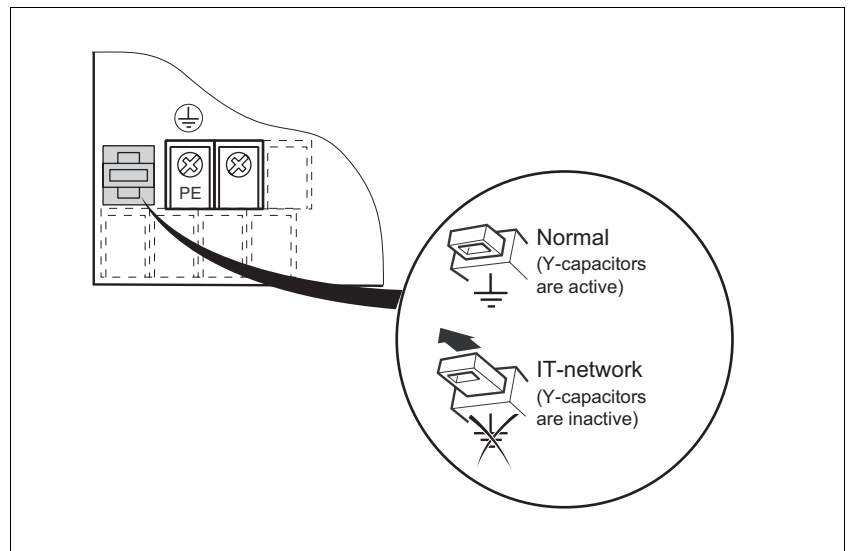 PE
Normal
(Y-capacitors
are active)
IT-network
(Y-capacitors
are inactive)